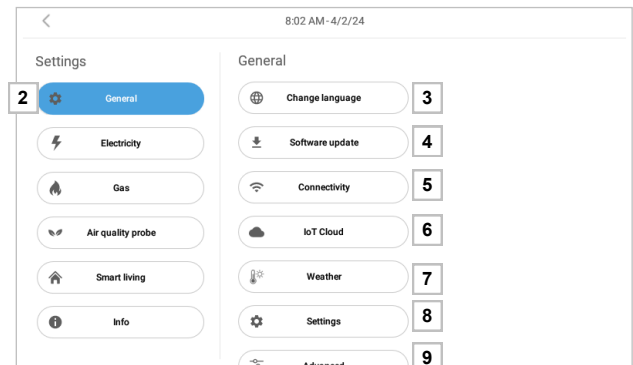 8:02 AM-4/2/24
Settings
General
2
General
Change language
3
Electricity
Software update
4
Gas
Connectivity
5
Air quality probe
IoT Cloud
6
Smart living
Weather
7
Info
Settings
8
Advanced
9